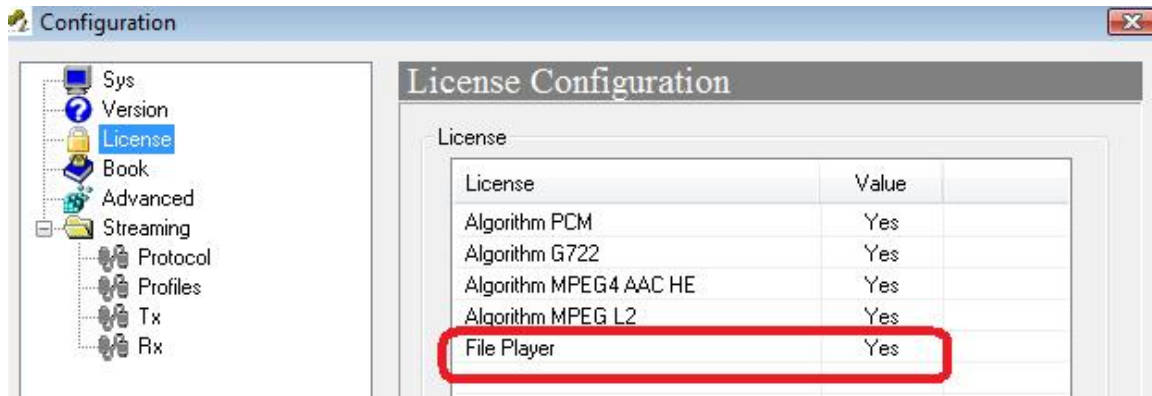 Configuration
Sys
Version
License
Book
Advanced
Streaming
Protocol
Profiles
Tx
Rx
License Configuration
License
License Value
Algorithm PCM Yes
Algorithm G722 Yes
Algorithm MPEG4 AAC HE Yes
Algorithm MPEG L2 Yes
File Player Yes